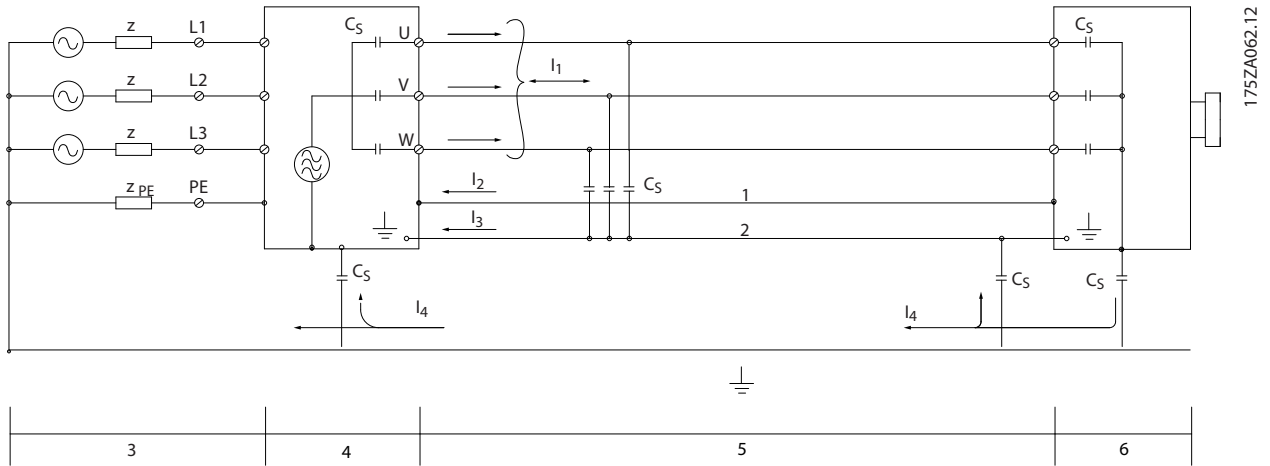 z L1
C_S U
C_S
175ZA062.12
I_1
z L2
V
z L3
W
I_2
C_S
z_PE PE
1
I_3
2
C_S
C_S
C_S
I_4
I_4
3 4 5 6